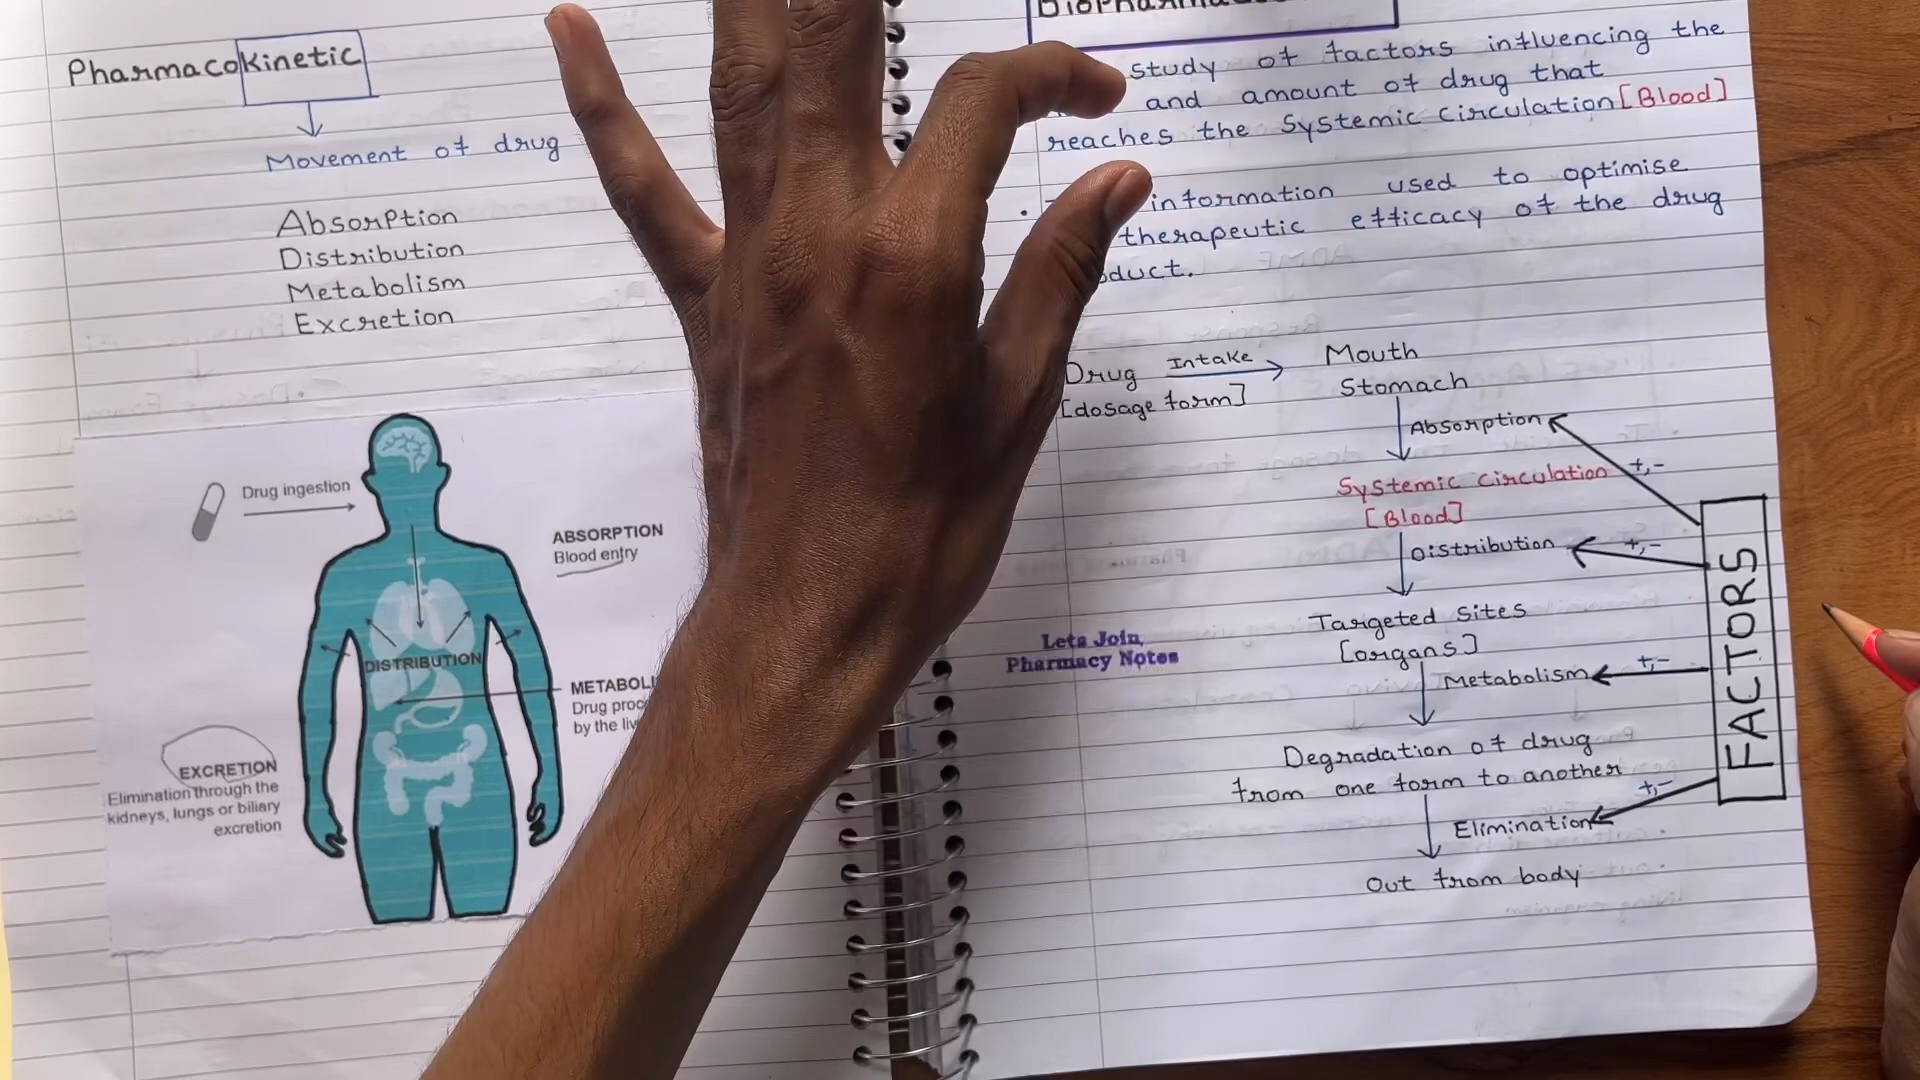 Pharmacokinetic
Movement of drug
Absorption
Distribution
Metabolism
Excretion
Drug ingestion
ABSORPTION
Blood entry
DISTRIBUTION
Drug
by the
EXCRETION
Elimination through the
kidneys, lungs or biliary
excretion
study of factors influencing the
and amount of drug that
reaches the Systemic circulation [Blood]
information used to optimise
therapeutic efficacy of the drug
Drug Intake Mouth
[dosage form] Stomach
Absorption
+,-
Systemic circulation
[Blood]
Distribution
+,-
Targeted Sites
[organs]
Metabolism
+,-
Degradation of drug
from one form to another
+,-
Elimination
Out from body
FACTORS
Lets Join,
Pharmacy Notes